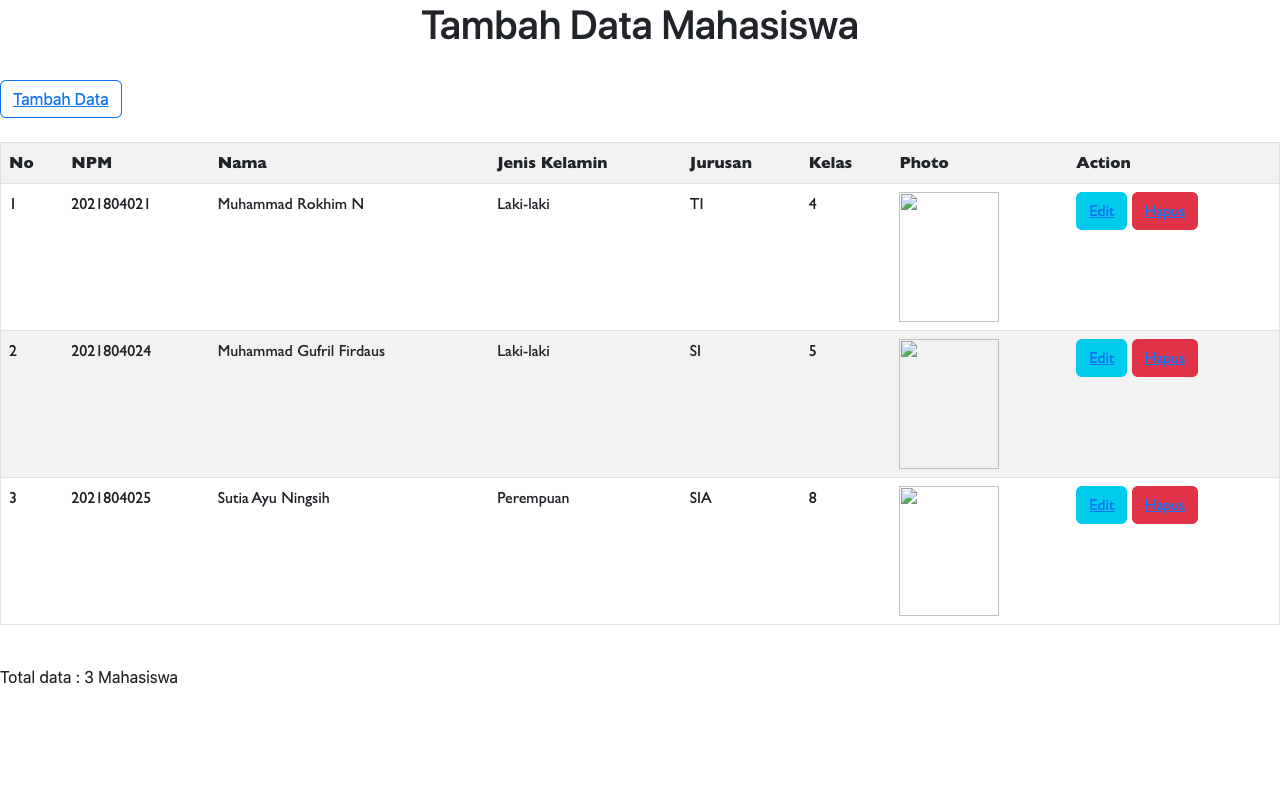 Tambah Data Mahasiswa
Tambah Data
No NPM Nama Jenis Kelamin Jurusan Kelas Photo Action
1 2021804021 Muhammad Rokhim N Laki-laki TI 4 Edit Hapus
2 2021804024 Muhammad Gufril Firdaus Laki-laki SI 5 Edit Hapus
3 2021804025 Sutia Ayu Ningsih Perempuan SIA 8 Edit Hapus
Total data : 3 Mahasiswa